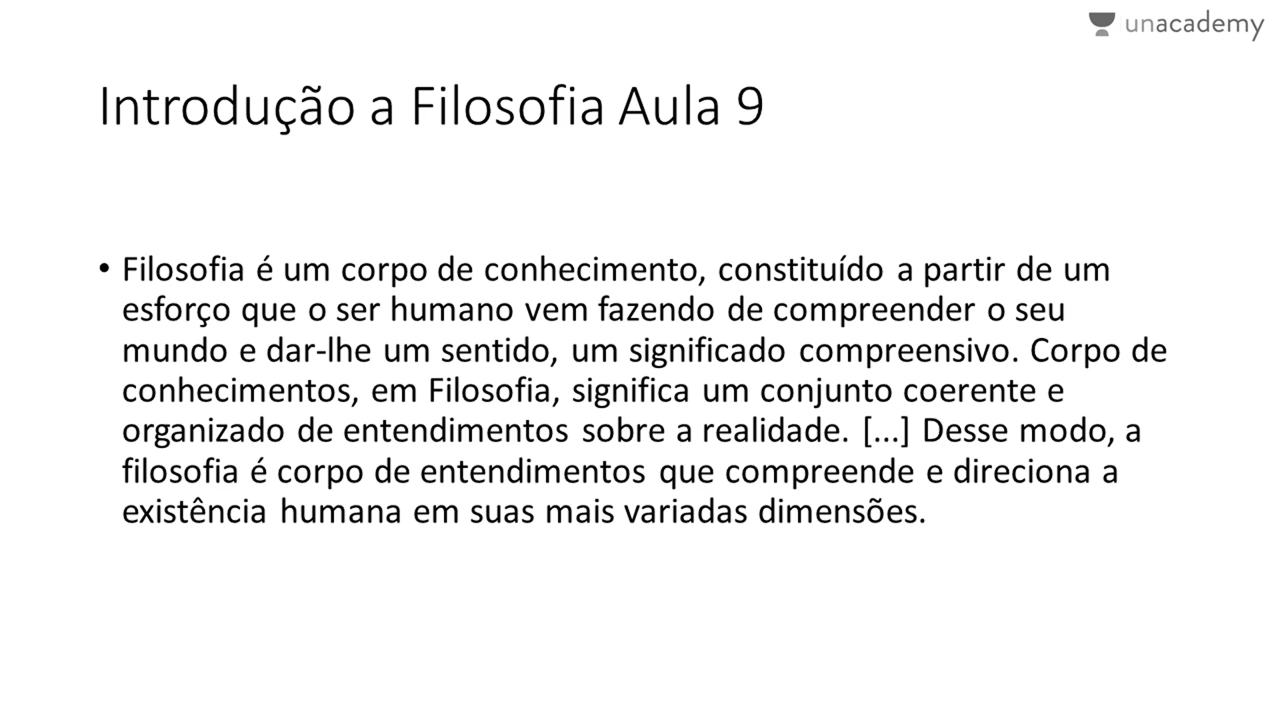 unacademy
Introdução a Filosofia Aula 9
• Filosofia é um corpo de conhecimento, constituído a partir de um
esforço que o ser humano vem fazendo de compreender o seu
mundo e dar-lhe um sentido, um significado compreensivo. Corpo de
conhecimentos, em Filosofia, significa um conjunto coerente e
organizado de entendimentos sobre a realidade. [...] Desse modo, a
filosofia é corpo de entendimentos que compreende e direciona a
existência humana em suas mais variadas dimensões.